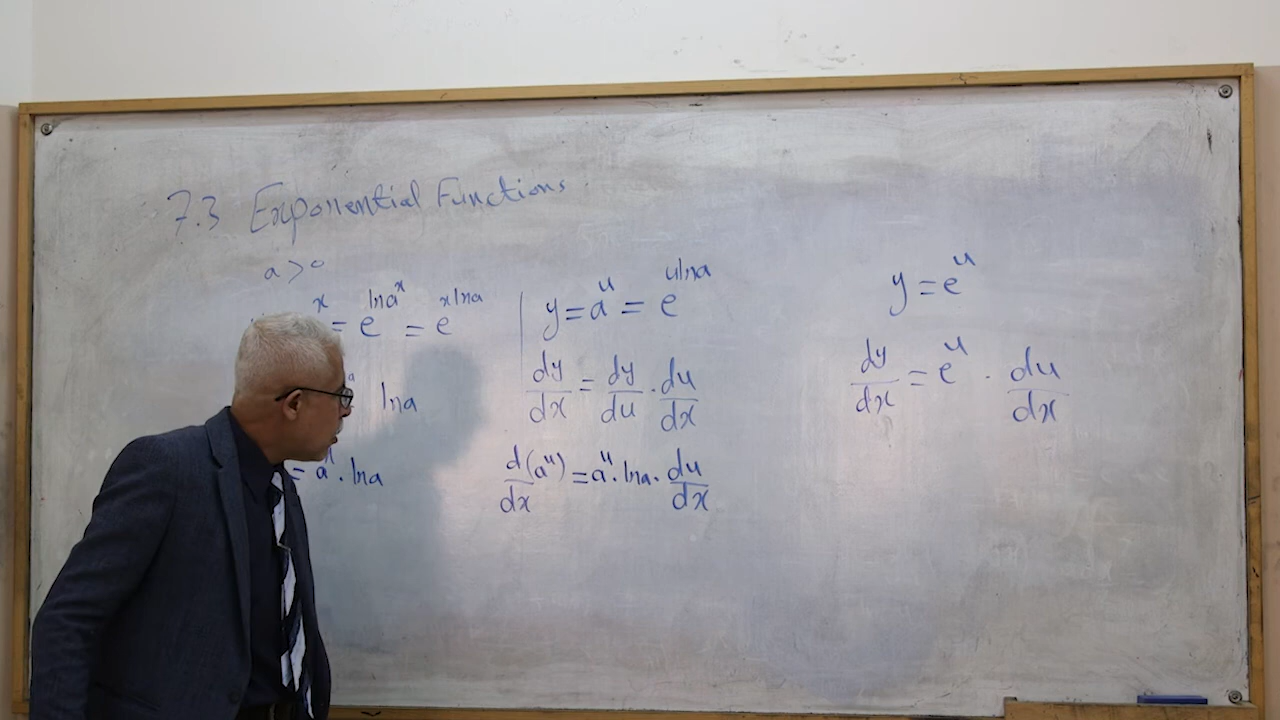 7.3 Exponential Functions
a > 0
x = e^{ln a^x} = e^{x ln a}
ln a
= a^x · ln a
y = a^u = e^{u ln a}
dy/dx = dy/du · du/dx
d/dx (a^u) = a^u · ln a · du/dx
y = e^u
dy/dx = e^u · du/dx